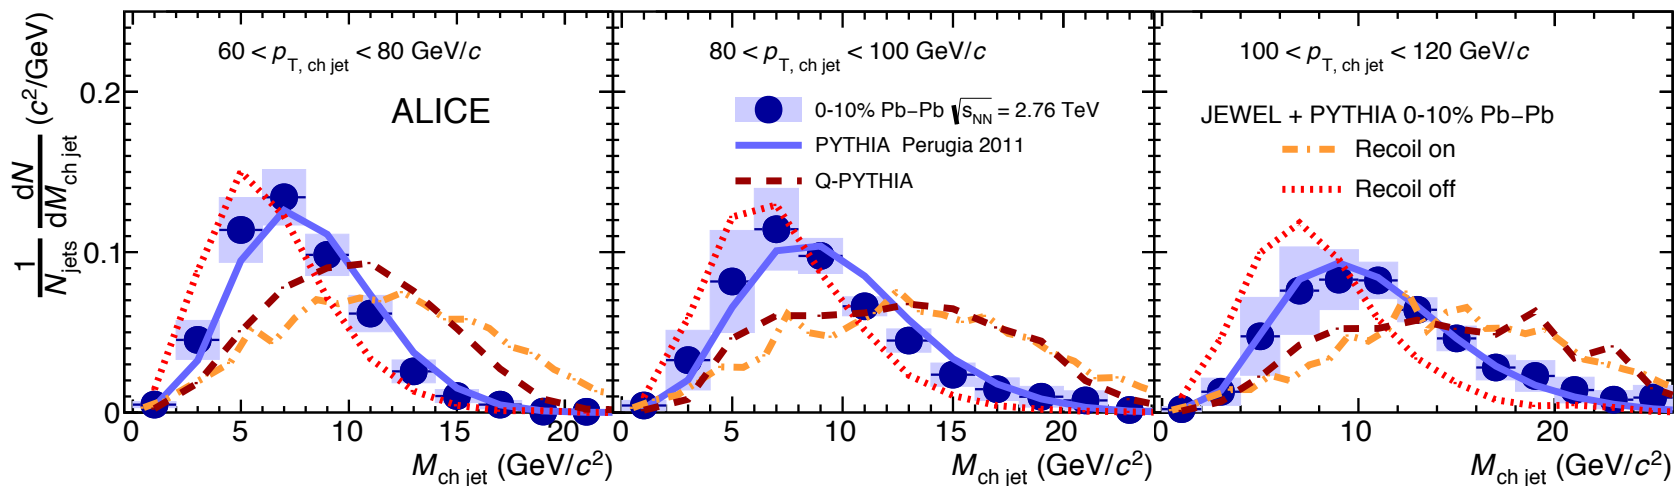 60 < p_T, ch jet < 80 GeV/c
80 < p_T, ch jet < 100 GeV/c
100 < p_T, ch jet < 120 GeV/c
ALICE
0-10% Pb−Pb √s_NN = 2.76 TeV
PYTHIA Perugia 2011
Q-PYTHIA
JEWEL + PYTHIA 0-10% Pb−Pb
Recoil on
Recoil off
1/N_jets dN/dM_ch jet (c²/GeV)
0.2
0.1
0
0 5 10 15 20
0 5 10 15 20
0 10 20
M_ch jet (GeV/c²)
M_ch jet (GeV/c²)
M_ch jet (GeV/c²)